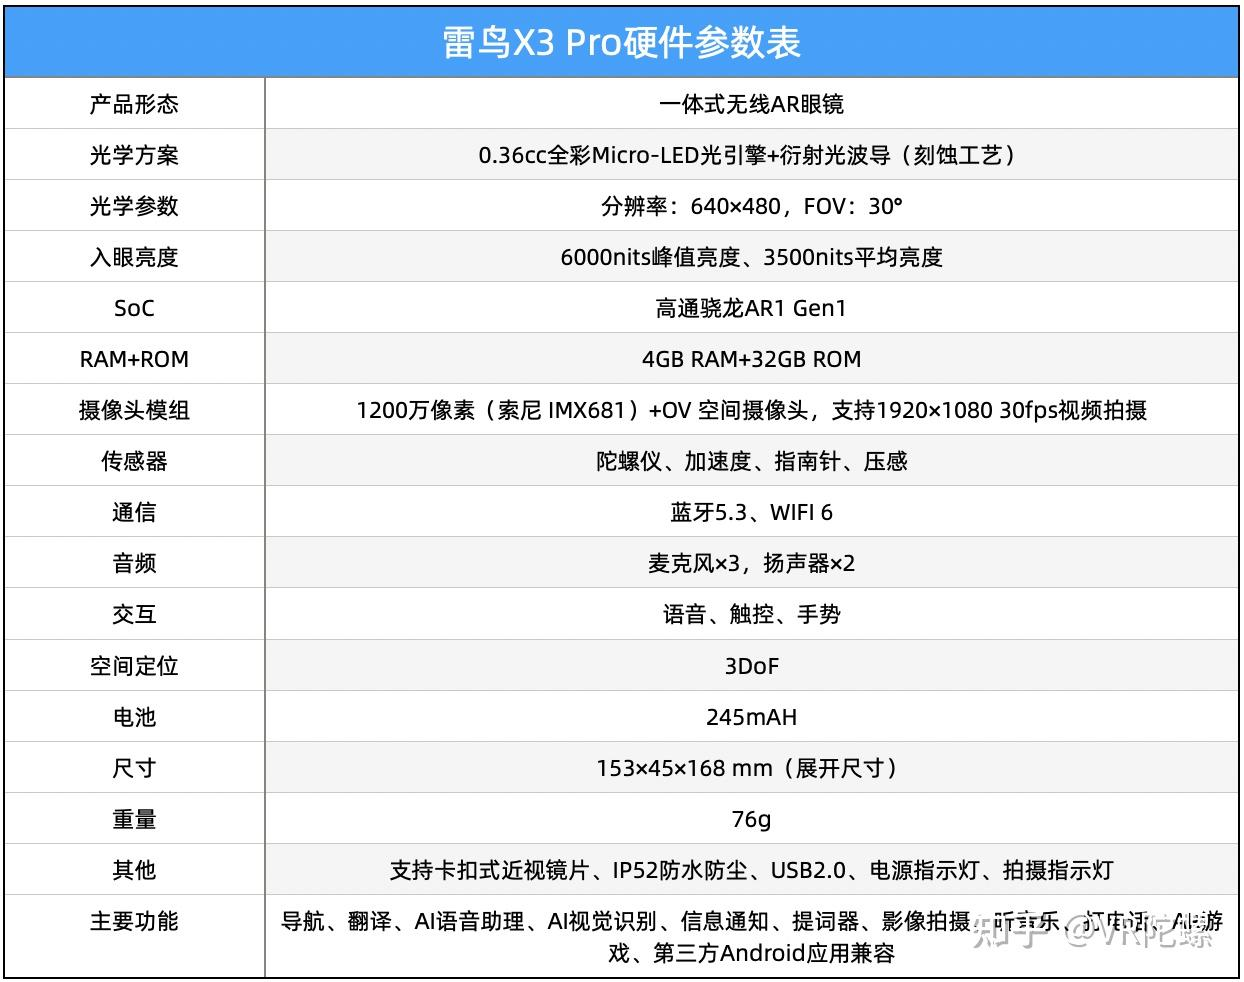 雷鸟X3 Pro硬件参数表
产品形态 一体式无线AR眼镜
光学方案 0.36cc全彩Micro-LED光引擎+衍射光波导（刻蚀工艺）
光学参数 分辨率：640×480，FOV：30°
入眼亮度 6000nits峰值亮度、3500nits平均亮度
SoC 高通骁龙AR1 Gen1
RAM+ROM 4GB RAM+32GB ROM
摄像头模组 1200万像素（索尼 IMX681）+OV 空间摄像头，支持1920×1080 30fps视频拍摄
传感器 陀螺仪、加速度、指南针、压感
通信 蓝牙5.3、WIFI 6
音频 麦克风×3，扬声器×2
交互 语音、触控、手势
空间定位 3DoF
电池 245mAH
尺寸 153×45×168 mm（展开尺寸）
重量 76g
其他 支持卡扣式近视镜片、IP52防水防尘、USB2.0、电源指示灯、拍摄指示灯
主要功能 导航、翻译、AI语音助理、AI视觉识别、信息通知、提词器、影像拍摄、听音乐、打电话、AR游
戏、第三方Android应用兼容
知乎 @VR陀螺